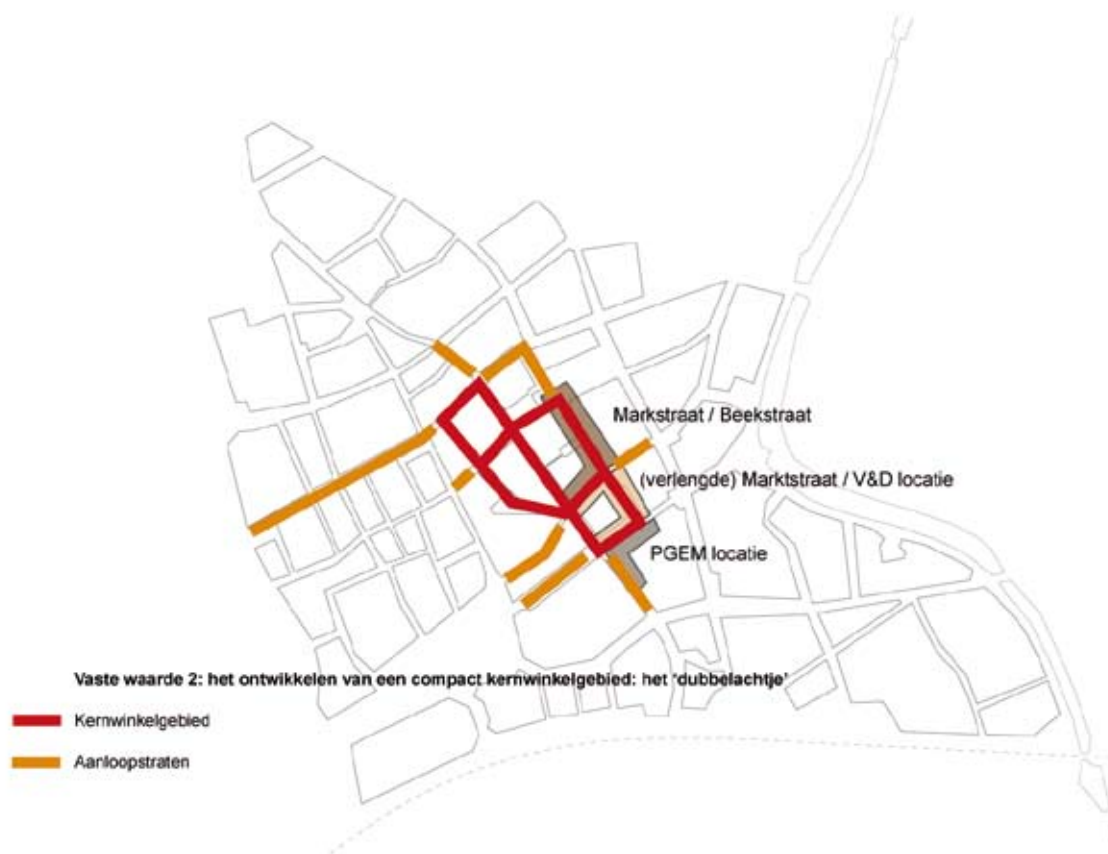 Markstraat / Beekstraat
(verlengde) Marktstraat / V&D locatie
PGEM locatie
Vaste waarde 2: het ontwikkelen van een compact kernwinkelgebied: het 'dubbelachtje'
Kernwinkelgebied
Aanloopstraten